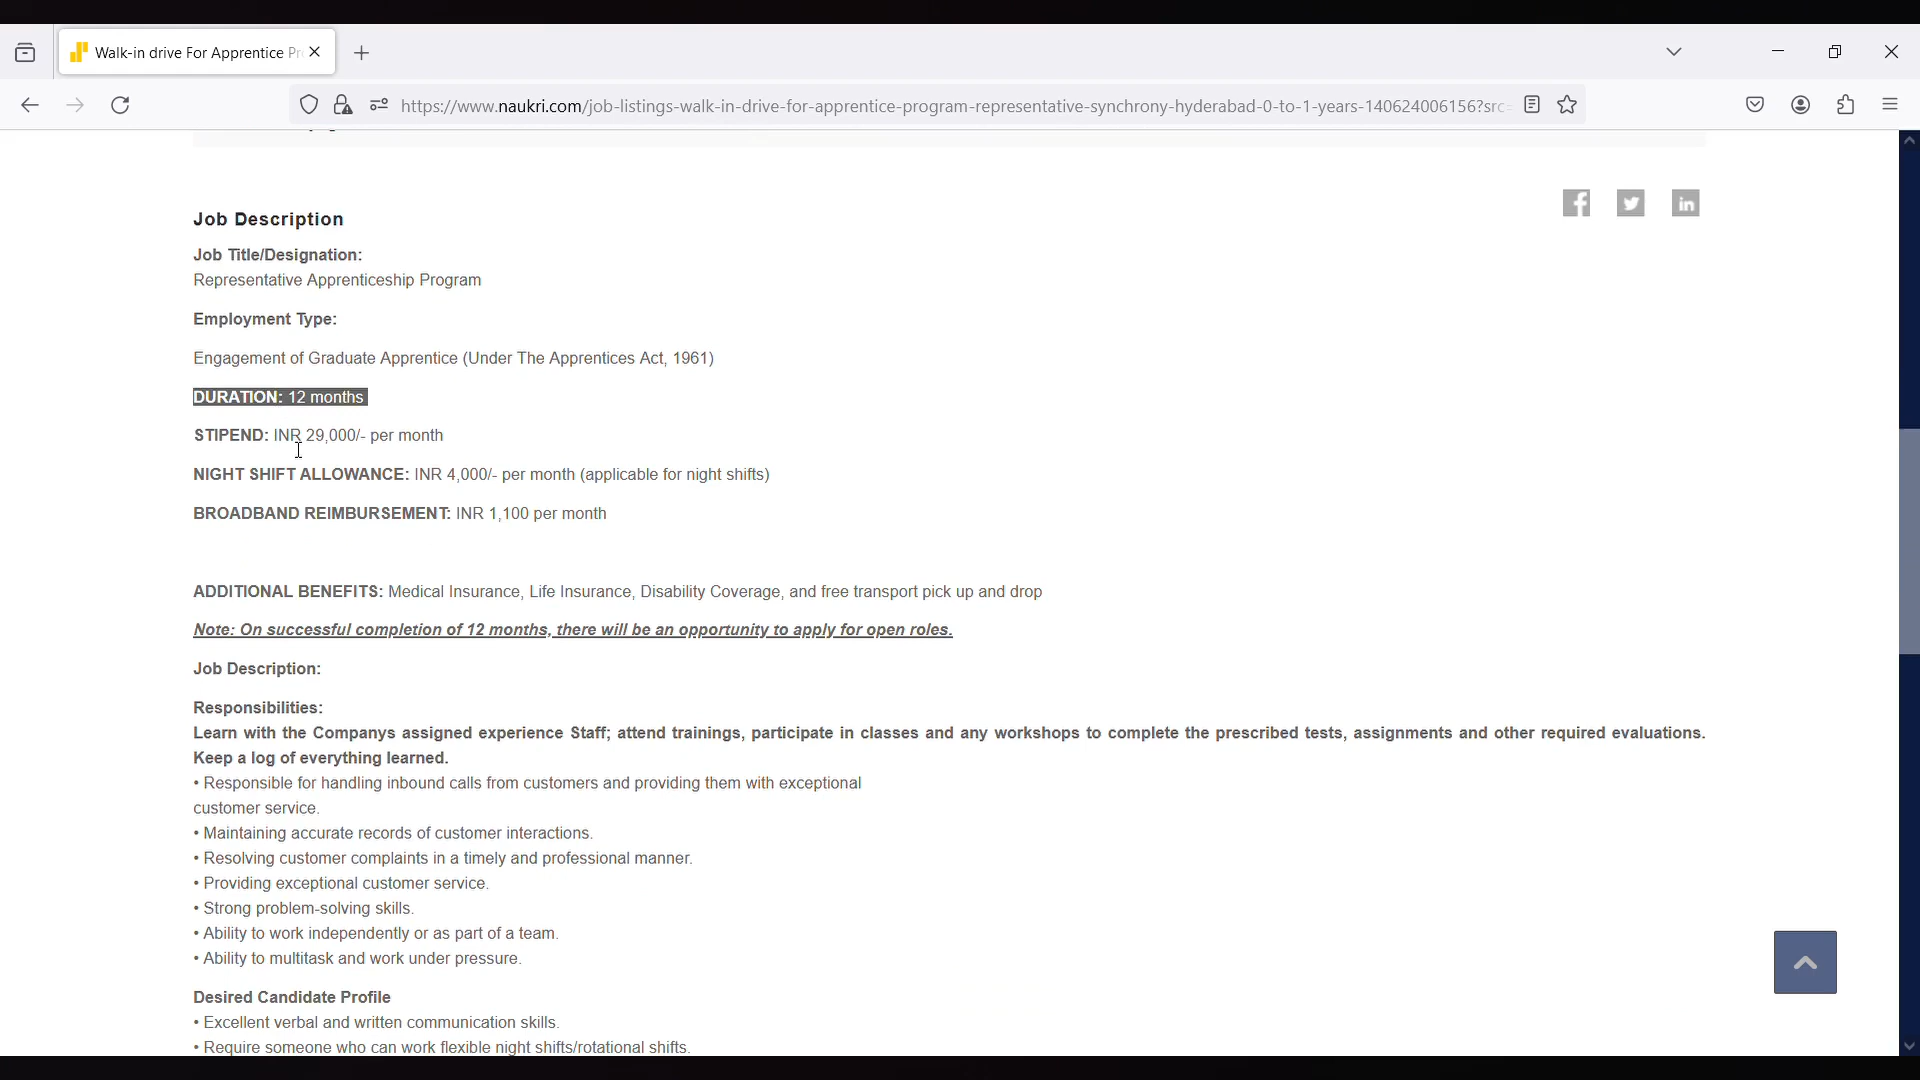 Walk-in drive For Apprentice Pr
https://www.naukri.com/job-listings-walk-in-drive-for-apprentice-program-representative-synchrony-hyderabad-0-to-1-years-140624006156?src=
Job Description
Job Title/Designation:
Representative Apprenticeship Program
Employment Type:
Engagement of Graduate Apprentice (Under The Apprentices Act, 1961)
DURATION: 12 months
STIPEND: INR 29,000/- per month
NIGHT SHIFT ALLOWANCE: INR 4,000/- per month (applicable for night shifts)
BROADBAND REIMBURSEMENT: INR 1,100 per month
ADDITIONAL BENEFITS: Medical Insurance, Life Insurance, Disability Coverage, and free transport pick up and drop
Note: On successful completion of 12 months, there will be an opportunity to apply for open roles.
Job Description:
Responsibilities:
Learn with the Companys assigned experience Staff; attend trainings, participate in classes and any workshops to complete the prescribed tests, assignments and other required evaluations.
Keep a log of everything learned.
• Responsible for handling inbound calls from customers and providing them with exceptional
customer service.
• Maintaining accurate records of customer interactions.
• Resolving customer complaints in a timely and professional manner.
• Providing exceptional customer service.
• Strong problem-solving skills.
• Ability to work independently or as part of a team.
• Ability to multitask and work under pressure.
Desired Candidate Profile
• Excellent verbal and written communication skills.
• Require someone who can work flexible night shifts/rotational shifts.